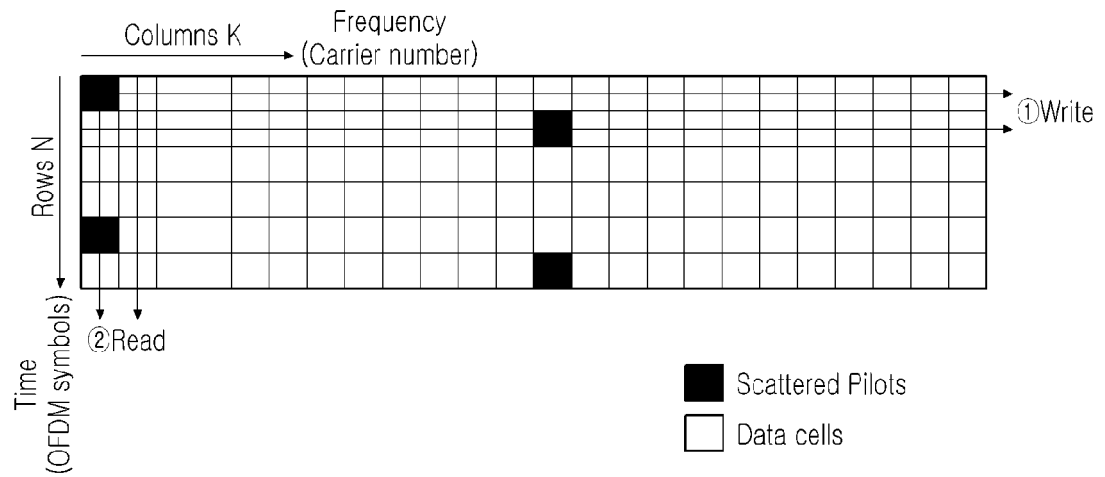 Columns K
Frequency
(Carrier number)
①Write
Rows N
Time
(OFDM symbols)
②Read
Scattered Pilots
Data cells